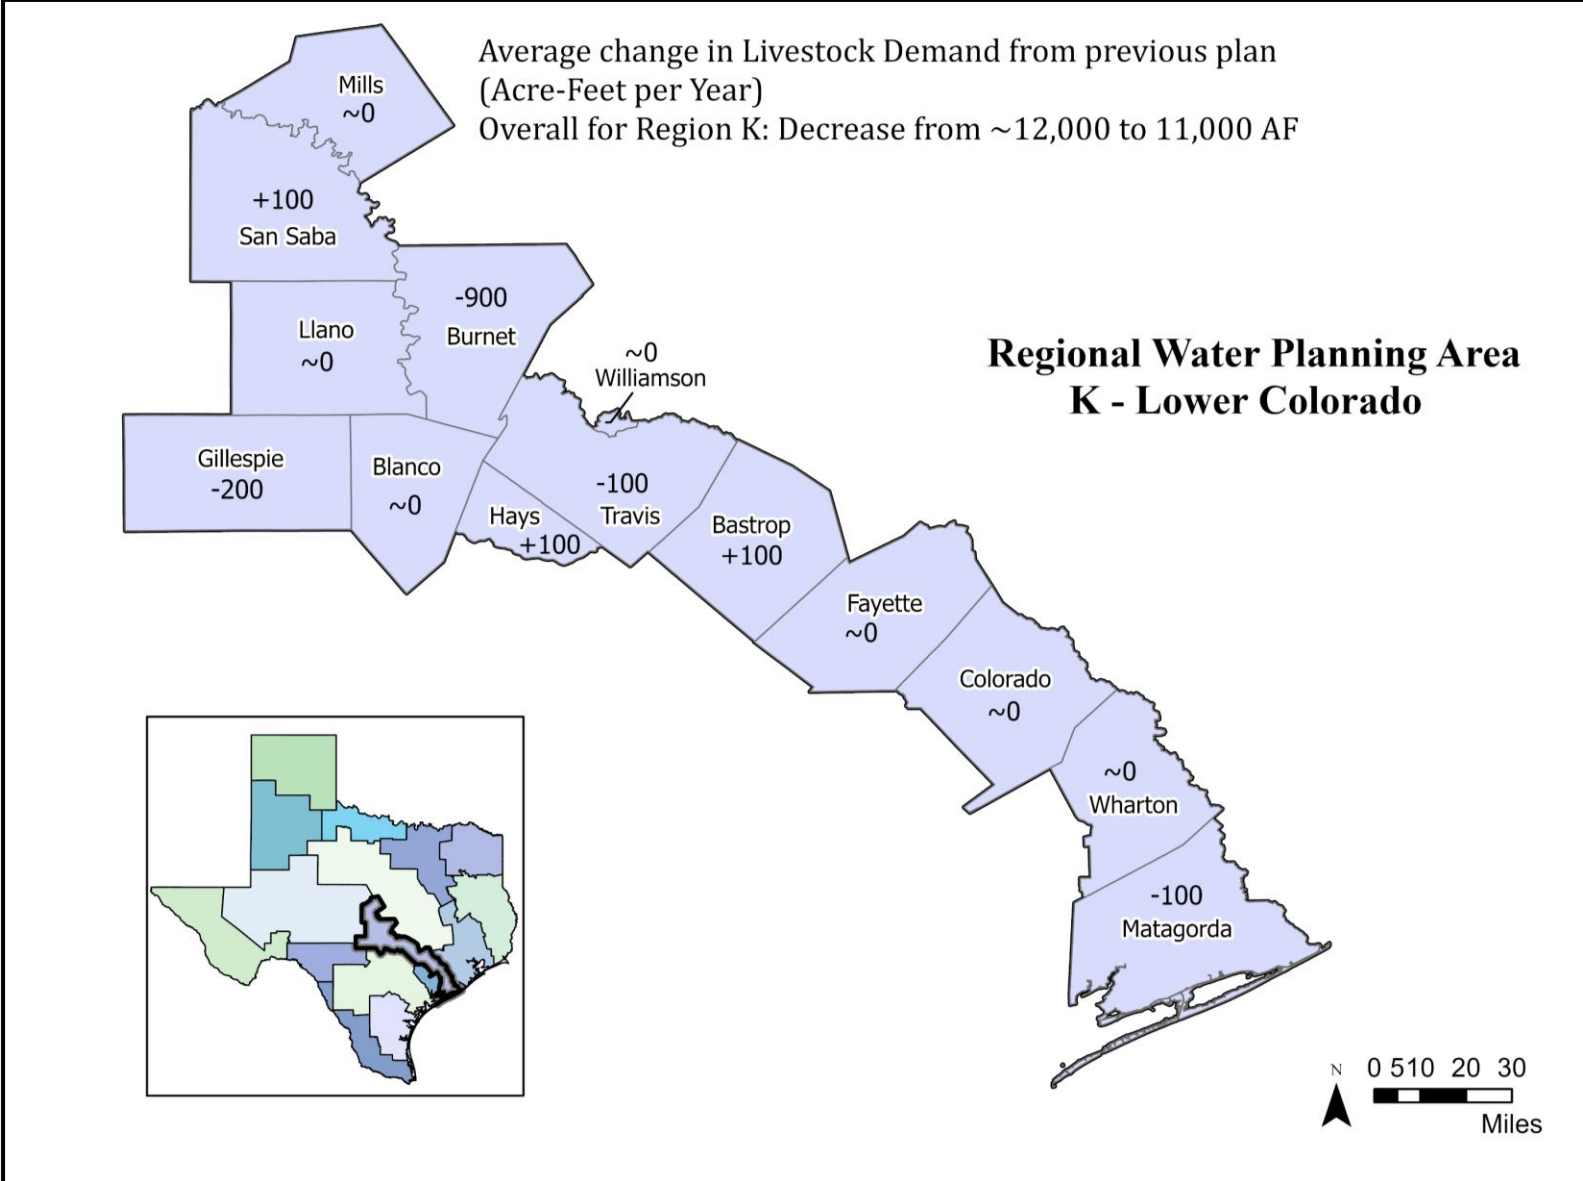 Average change in Livestock Demand from previous plan
(Acre-Feet per Year)
Overall for Region K: Decrease from ~12,000 to 11,000 AF
Mills
~0
+100
San Saba
-900
Burnet
Llano
~0
~0
Williamson
Regional Water Planning Area
K - Lower Colorado
Gillespie
-200
Blanco
~0
Hays
+100
-100
Travis
Bastrop
+100
Fayette
~0
Colorado
~0
~0
Wharton
-100
Matagorda
N
0 510 20 30
Miles